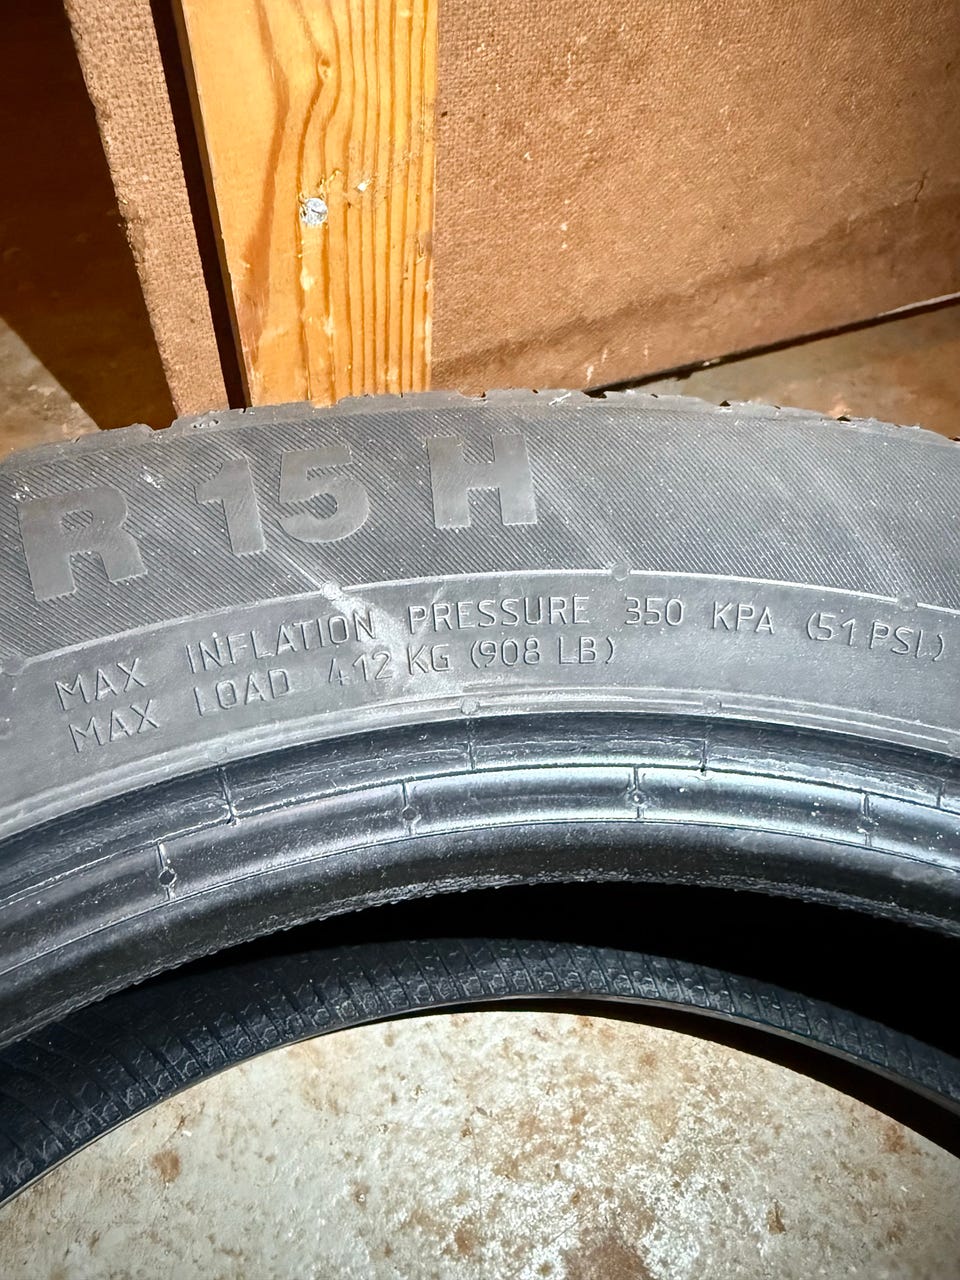 R 15 H
MAX INFLATION PRESSURE 350 KPA (51 PSI)
MAX LOAD 412 KG (908 LB)